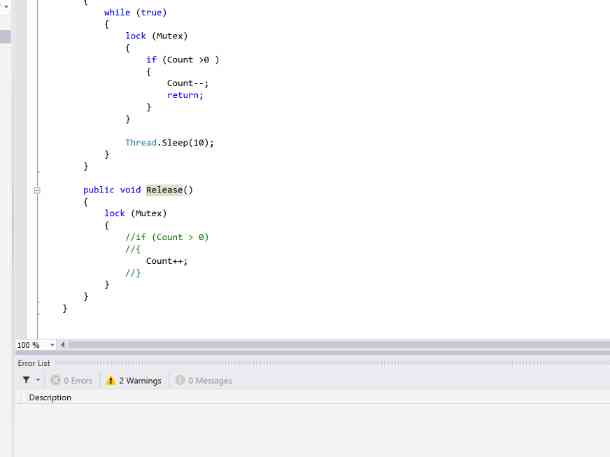 {
while (true)
{
lock (Mutex)
{
if (Count >0 )
{
Count--;
return;
}
}
Thread.Sleep(10);
}
}
public void Release()
{
lock (Mutex)
{
//if (Count > 0)
//{
Count++;
//}
}
}
}
100 %
Error List
0 Errors
2 Warnings
0 Messages
Description